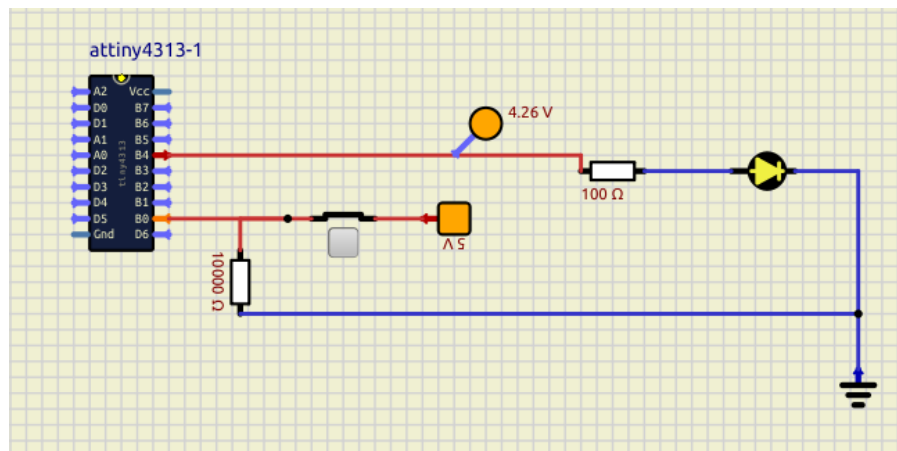 attiny4313-1
A2 Vcc
D0 B7
D1 B6
A1 B5
A0 B4
D2 B3
D3 B2
D4 B1
D5 B0
Gnd D6
tiny4313
4.26 V
100 Ω
5 V
10000 Ω